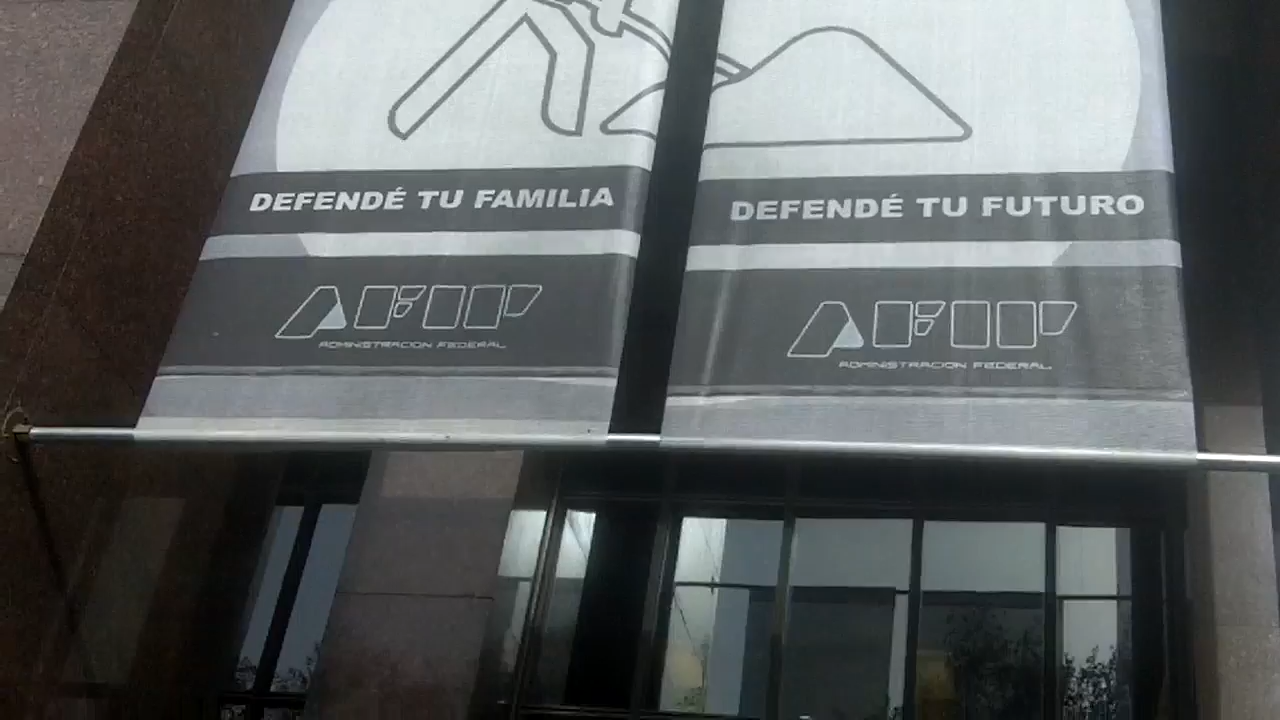 DEFENDÉ TU FAMILIA
AFIP
ADMINISTRACION FEDERAL
DEFENDÉ TU FUTURO
AFIP
ADMINISTRACION FEDERAL